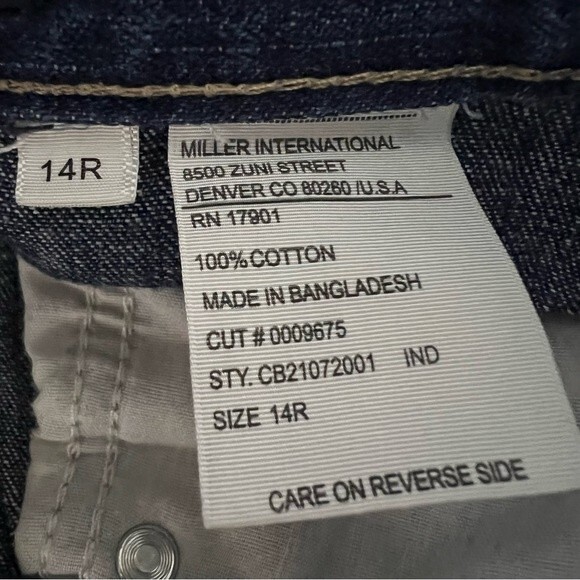 14R
MILLER INTERNATIONAL
8500 ZUNI STREET
DENVER CO 80260 /U.S.A
RN 17901
100% COTTON
MADE IN BANGLADESH
CUT # 0009675
STY. CB21072001 IND
SIZE 14R
CARE ON REVERSE SIDE